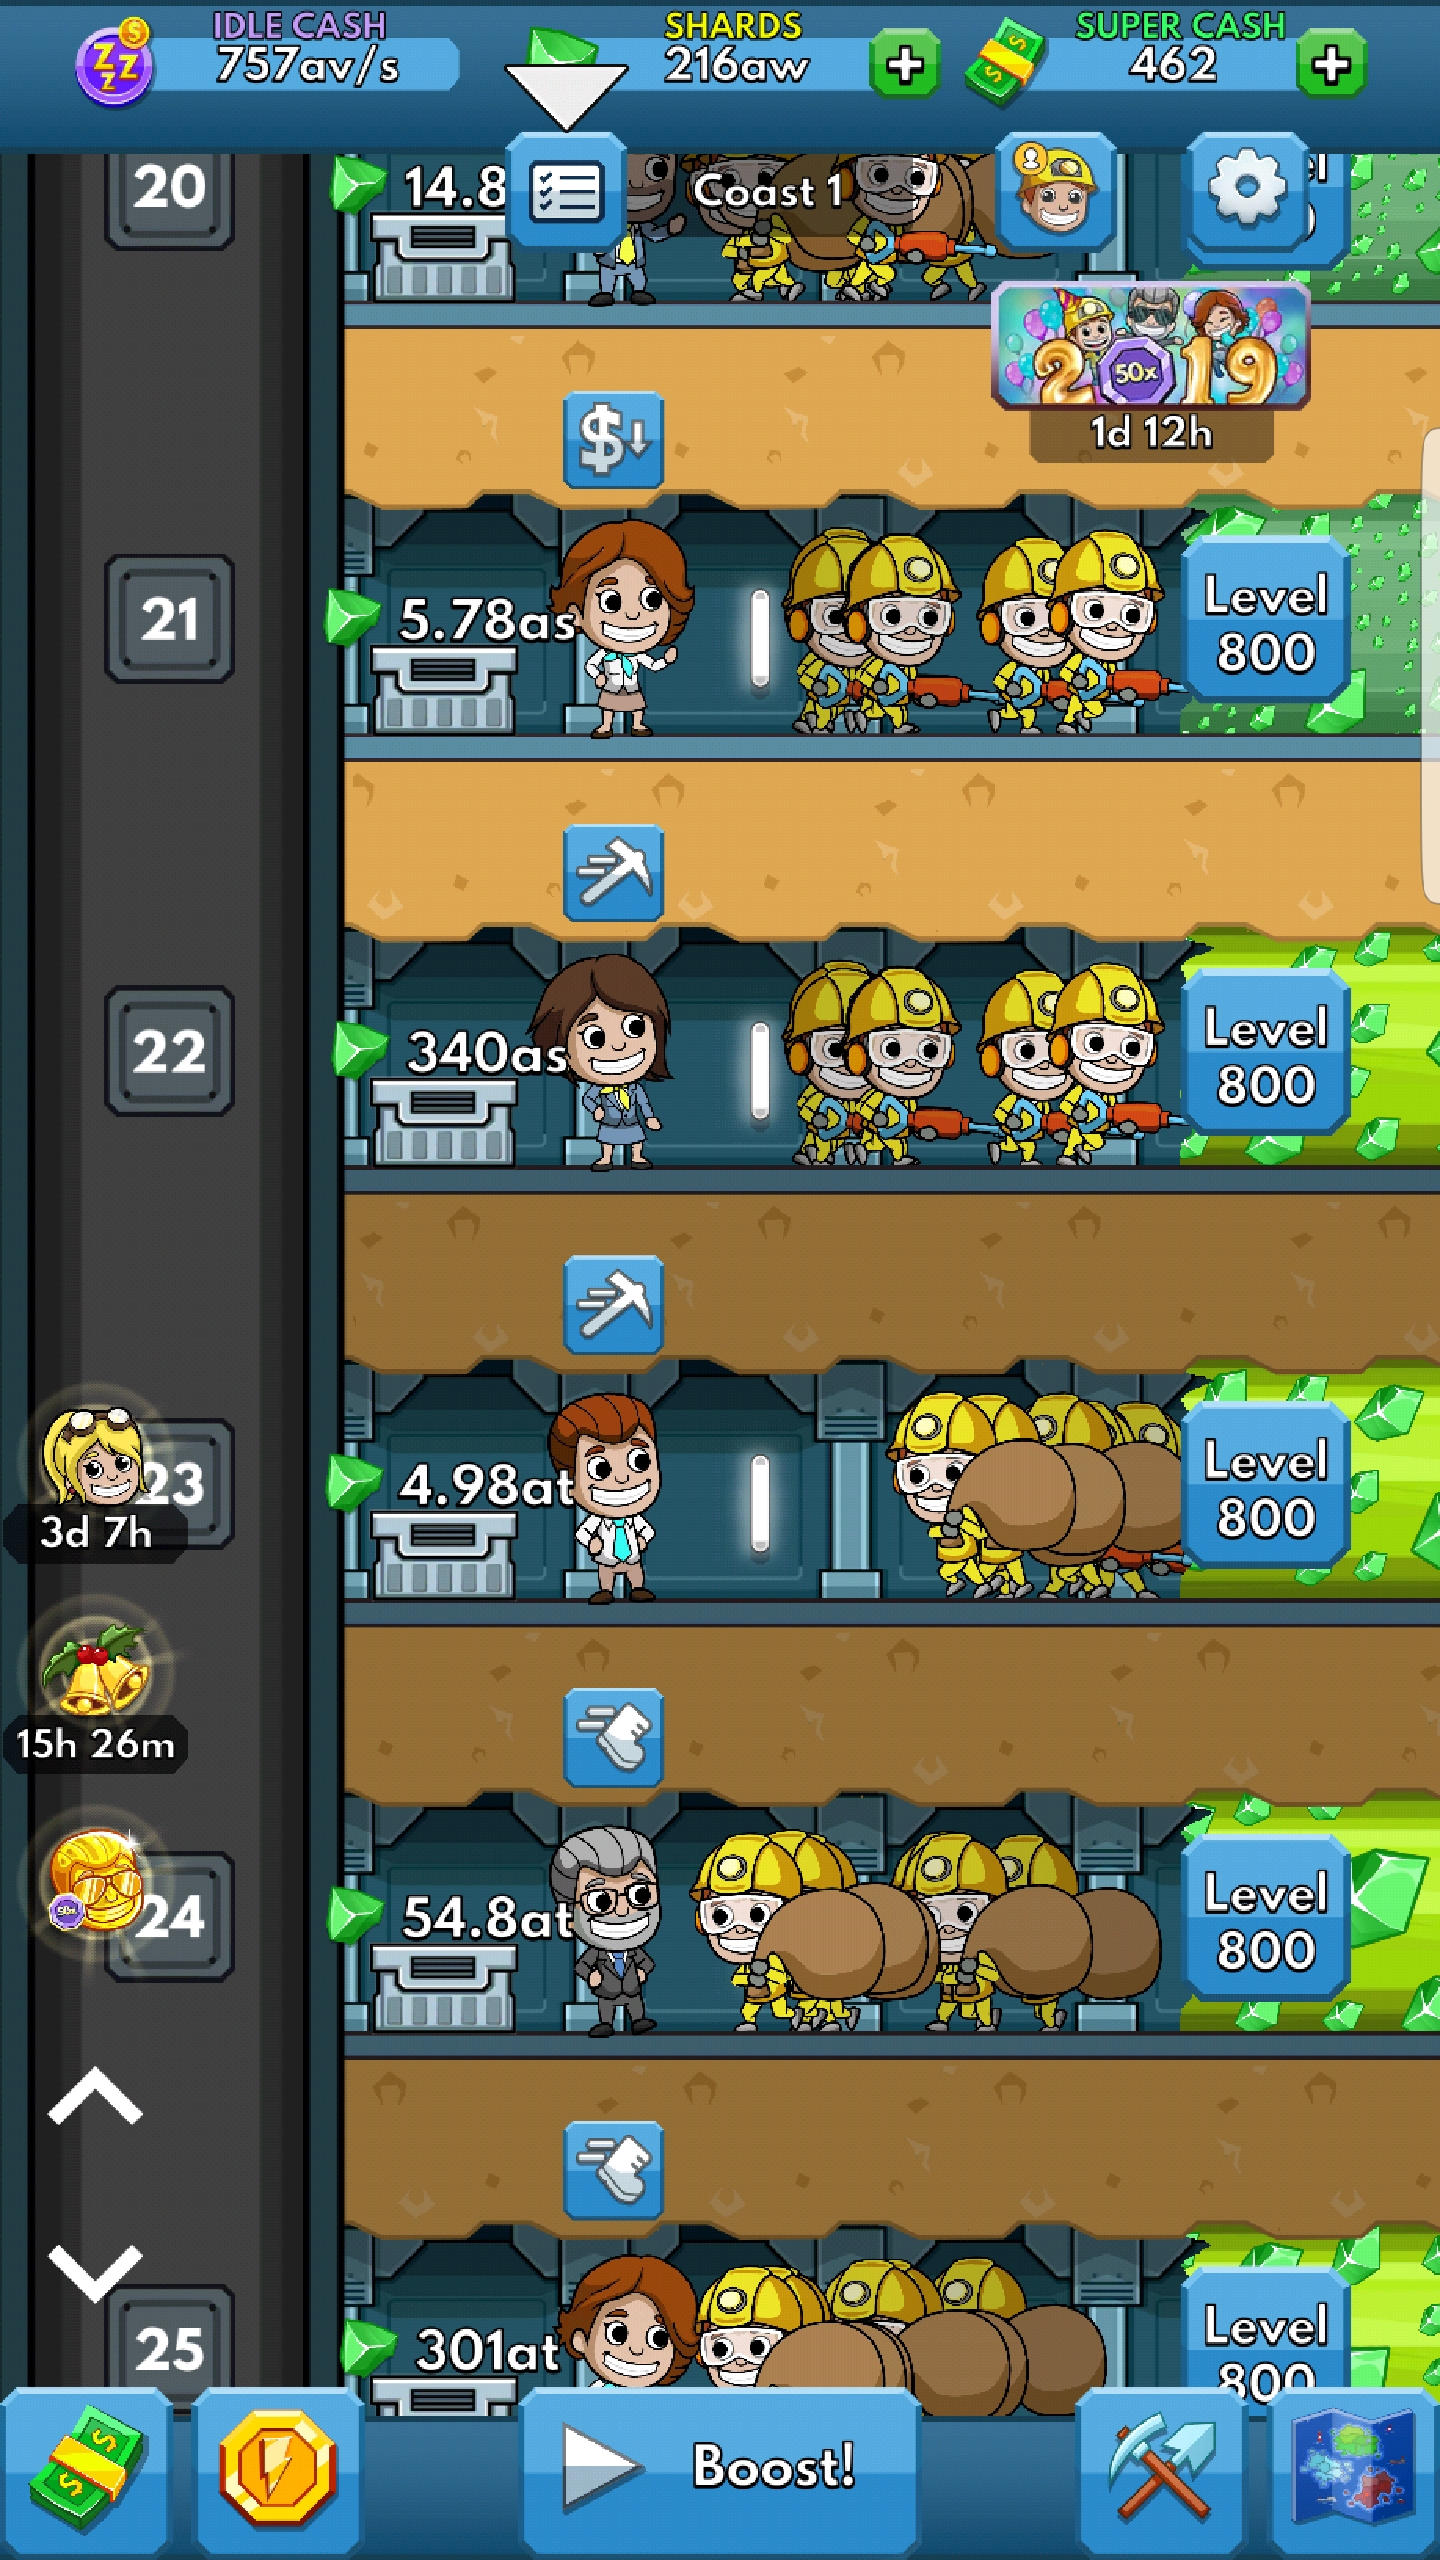 IDLE CASH
757av/s
SHARDS
216aw
SUPER CASH
462
20
14.8
Coast 1
2019
50x
1d 12h
21
5.78as
Level
800
22
340as
Level
800
23
4.98at
Level
800
3d 7h
15h 26m
24
54.8at
Level
800
25
301at
Level
800
Boost!